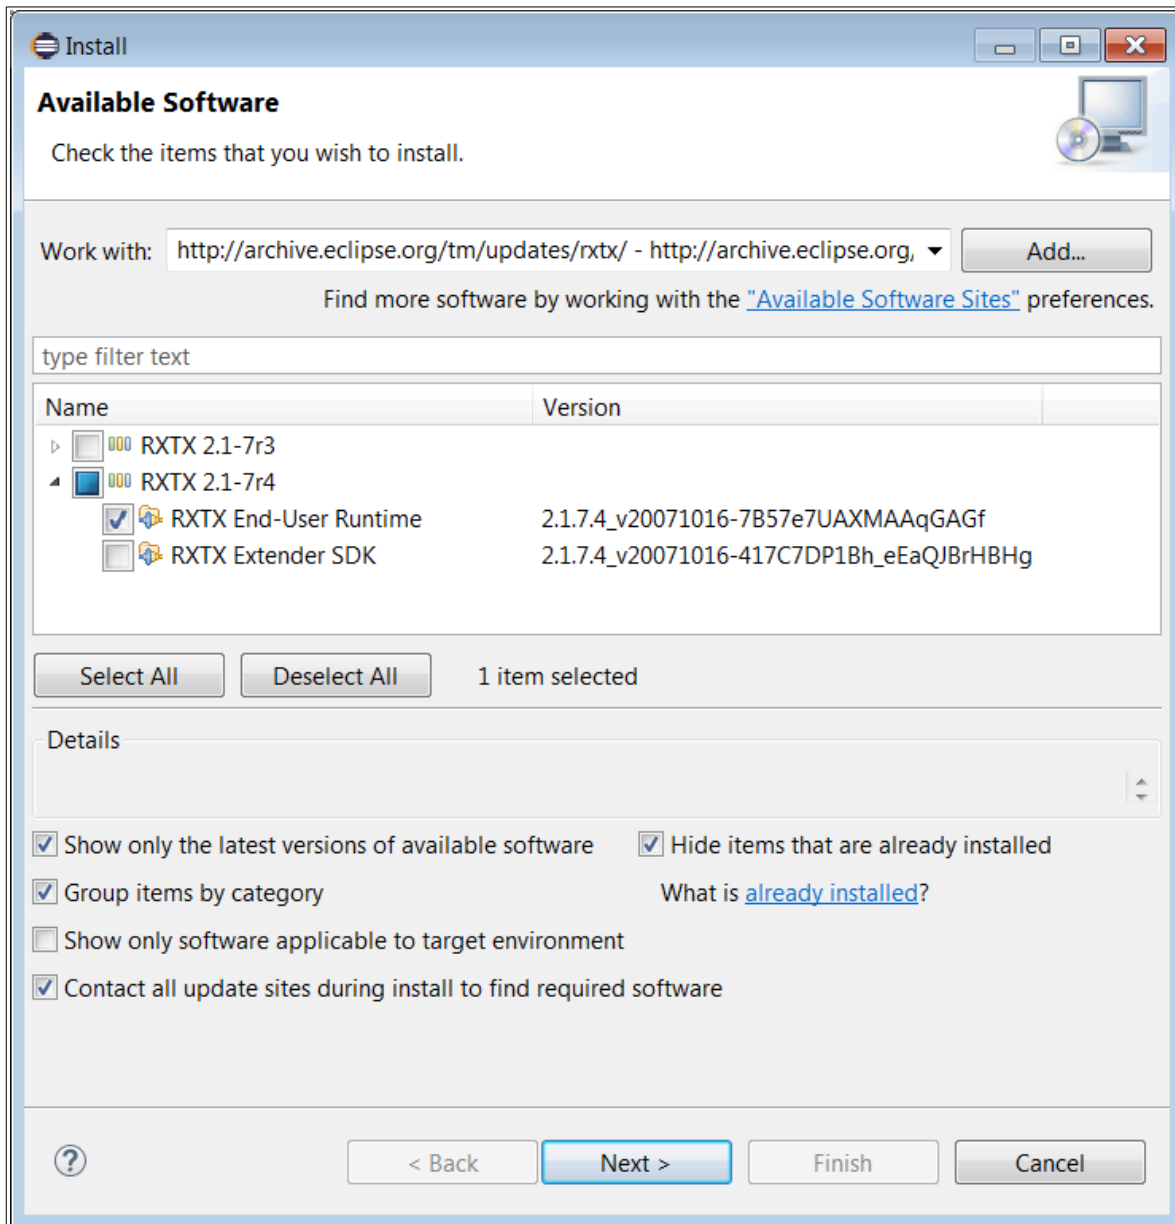 Install
Available Software
Check the items that you wish to install.
Work with: http://archive.eclipse.org/tm/updates/rxtx/ - http://archive.eclipse.org, Add...
Find more software by working with the "Available Software Sites" preferences.
type filter text
Name Version
RXTX 2.1-7r3
RXTX 2.1-7r4
RXTX End-User Runtime 2.1.7.4_v20071016-7B57e7UAXMAAqGAGf
RXTX Extender SDK 2.1.7.4_v20071016-417C7DP1Bh_eEaQJBrHBHg
Select All Deselect All 1 item selected
Details
Show only the latest versions of available software Hide items that are already installed
Group items by category What is already installed?
Show only software applicable to target environment
Contact all update sites during install to find required software
? < Back Next > Finish Cancel